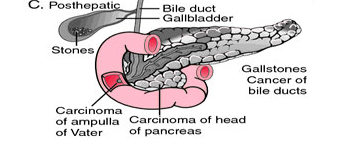 C. Posthepatic
Bile duct
Gallbladder
Stones
Gallstones
Cancer of
bile ducts
Carcinoma
of ampulla
of Vater
Carcinoma of head
of pancreas